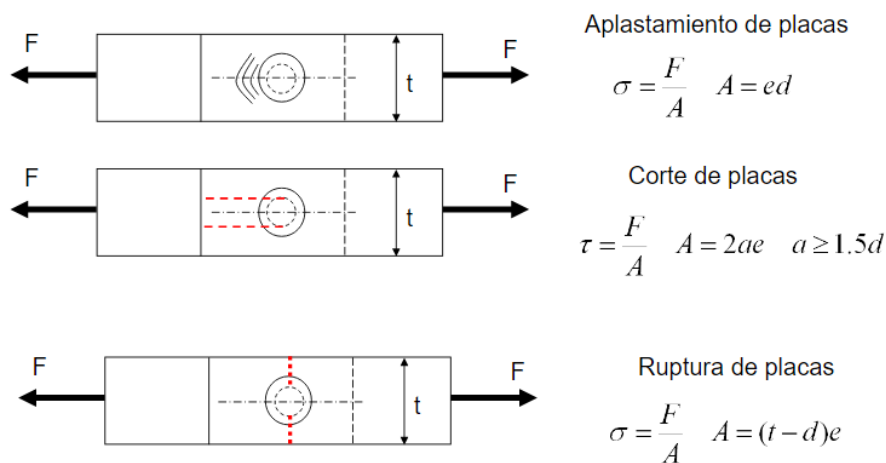 Aplastamiento de placas
F F
t
σ = F/A A = ed
Corte de placas
F F
t
τ = F/A A = 2ae a ≥ 1.5d
Ruptura de placas
F F
t
σ = F/A A = (t − d)e